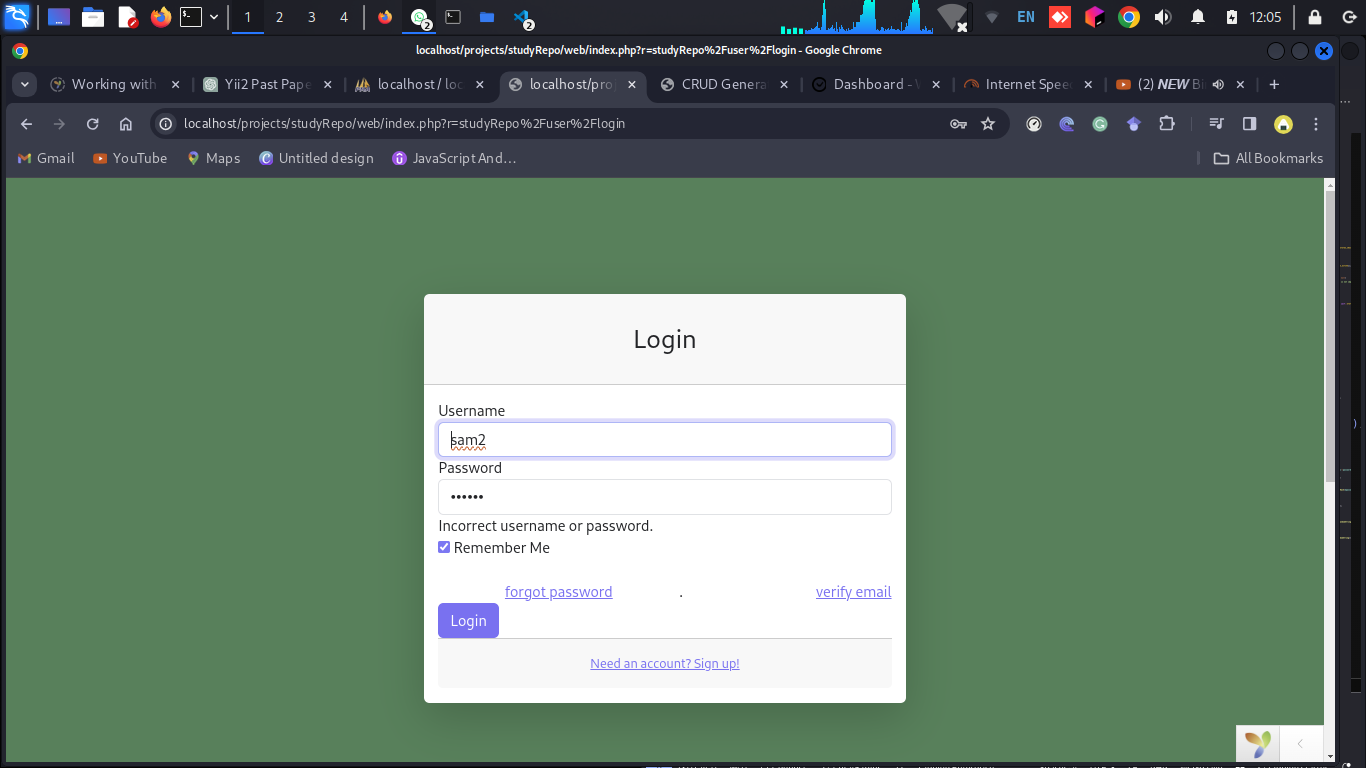 1 2 3 4 2 2 EN 12:05
localhost/projects/studyRepo/web/index.php?r=studyRepo%2Fuser%2Flogin - Google Chrome
Working with Yii2 Past Pape localhost / loc localhost/pro CRUD Genera Dashboard - Internet Spee (2) NEW
localhost/projects/studyRepo/web/index.php?r=studyRepo%2Fuser%2Flogin
Gmail YouTube Maps Untitled design JavaScript And... All Bookmarks
Login
Username
sam2
Password
••••••
Incorrect username or password.
Remember Me
forgot password . verify email
Login
Need an account? Sign up!